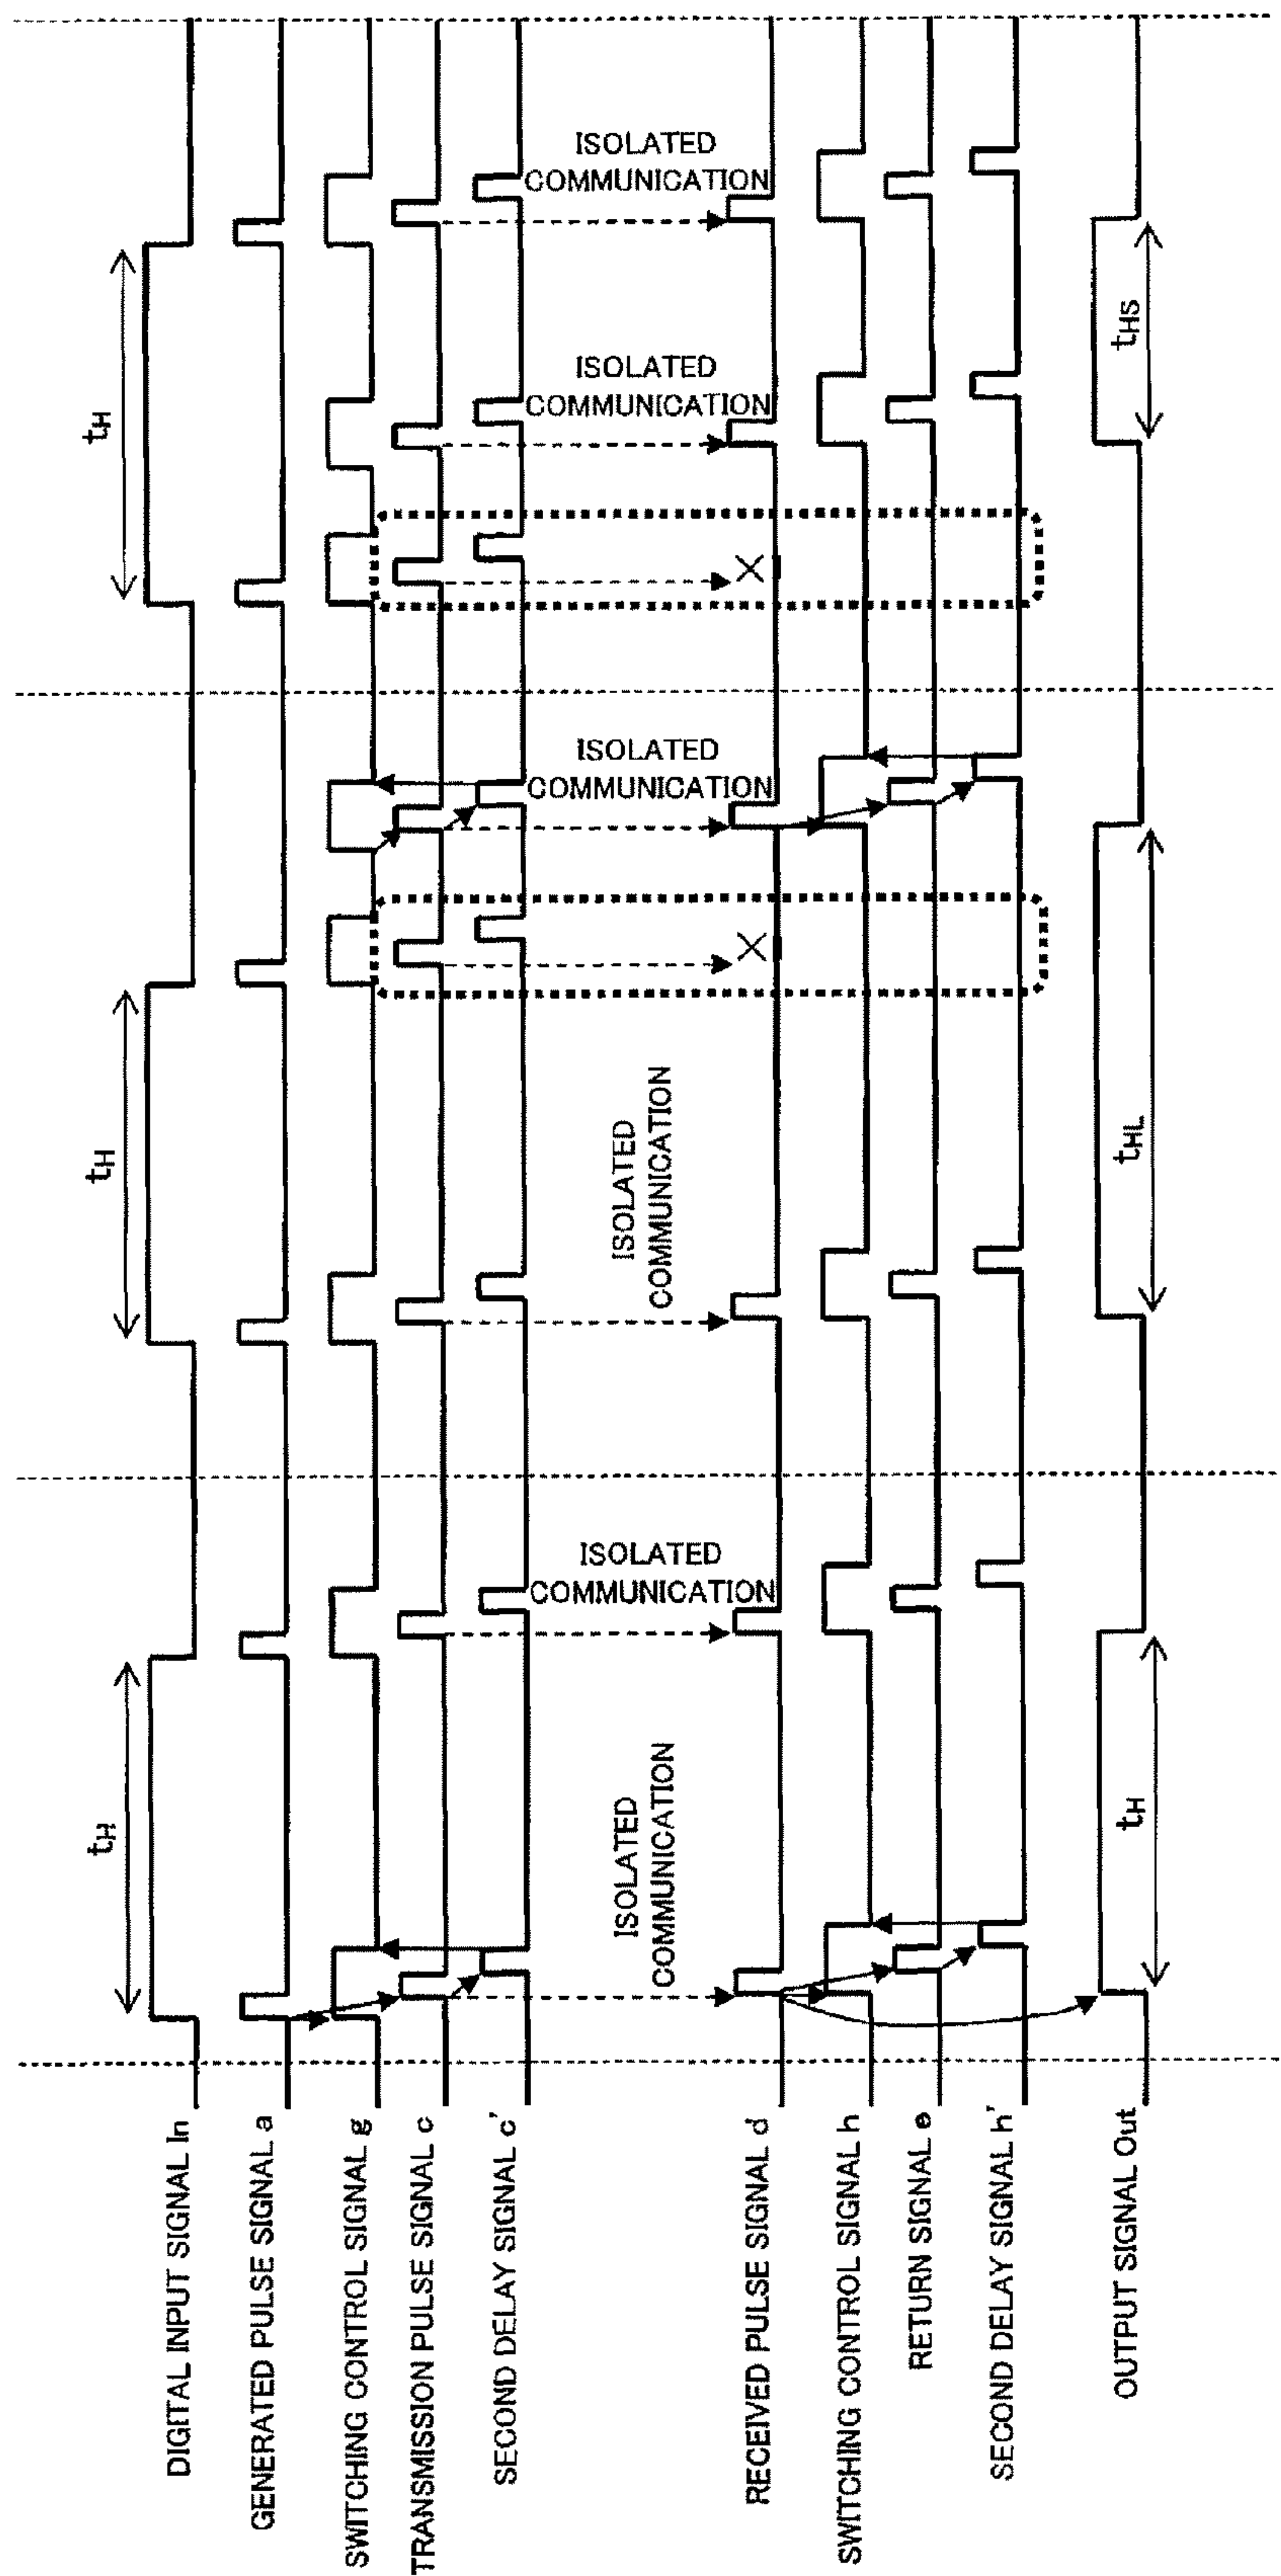 DIGITAL INPUT SIGNAL In
GENERATED PULSE SIGNAL a
SWITCHING CONTROL SIGNAL g
TRANSMISSION PULSE SIGNAL c
SECOND DELAY SIGNAL c'
RECEIVED PULSE SIGNAL d
SWITCHING CONTROL SIGNAL h
RETURN SIGNAL e
SECOND DELAY SIGNAL h'
OUTPUT SIGNAL Out
tH
tH
tH
ISOLATED
COMMUNICATION
ISOLATED
COMMUNICATION
ISOLATED
COMMUNICATION
ISOLATED
COMMUNICATION
ISOLATED
COMMUNICATION
ISOLATED
COMMUNICATION
tH
tHL
tHS